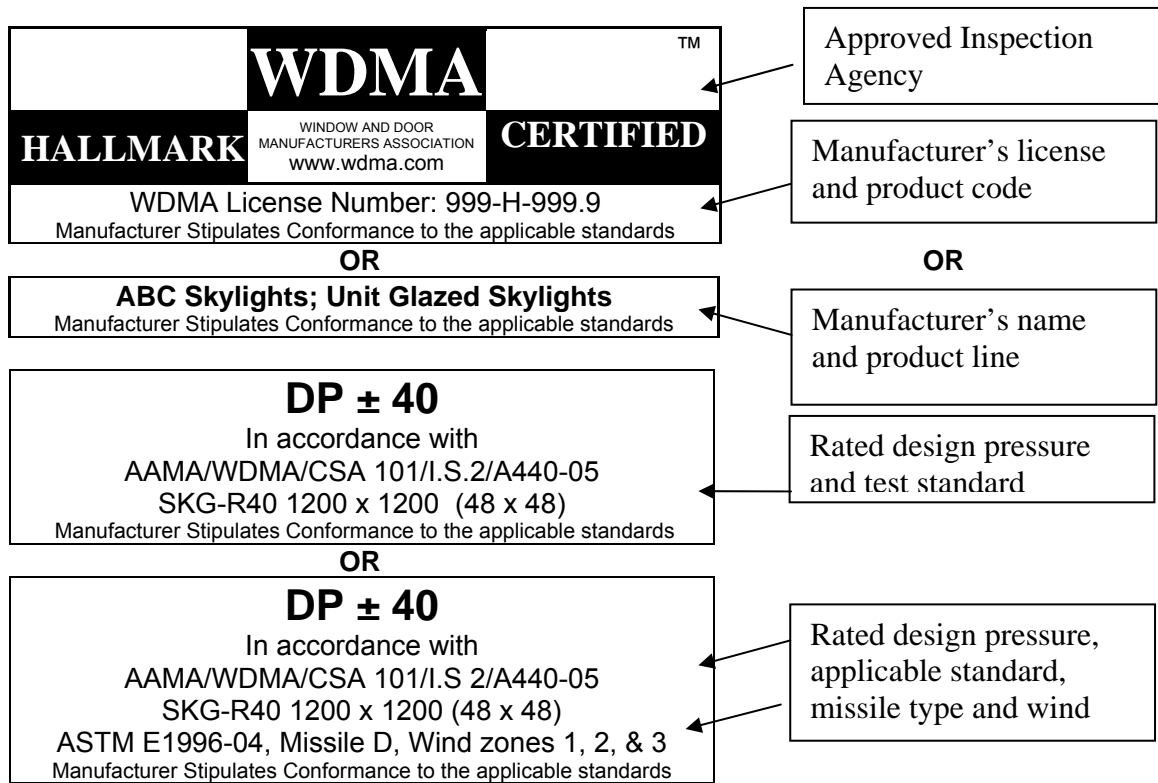 WDMA
TM
HALLMARK
WINDOW AND DOOR
MANUFACTURERS ASSOCIATION
www.wdma.com
CERTIFIED
WDMA License Number: 999-H-999.9
Manufacturer Stipulates Conformance to the applicable standards
OR
ABC Skylights; Unit Glazed Skylights
Manufacturer Stipulates Conformance to the applicable standards
DP ± 40
In accordance with
AAMA/WDMA/CSA 101/I.S.2/A440-05
SKG-R40 1200 x 1200 (48 x 48)
Manufacturer Stipulates Conformance to the applicable standards
OR
DP ± 40
In accordance with
AAMA/WDMA/CSA 101/I.S 2/A440-05
SKG-R40 1200 x 1200 (48 x 48)
ASTM E1996-04, Missile D, Wind zones 1, 2, & 3
Manufacturer Stipulates Conformance to the applicable standards
Approved Inspection
Agency
Manufacturer’s license
and product code
OR
Manufacturer’s name
and product line
Rated design pressure
and test standard
Rated design pressure,
applicable standard,
missile type and wind